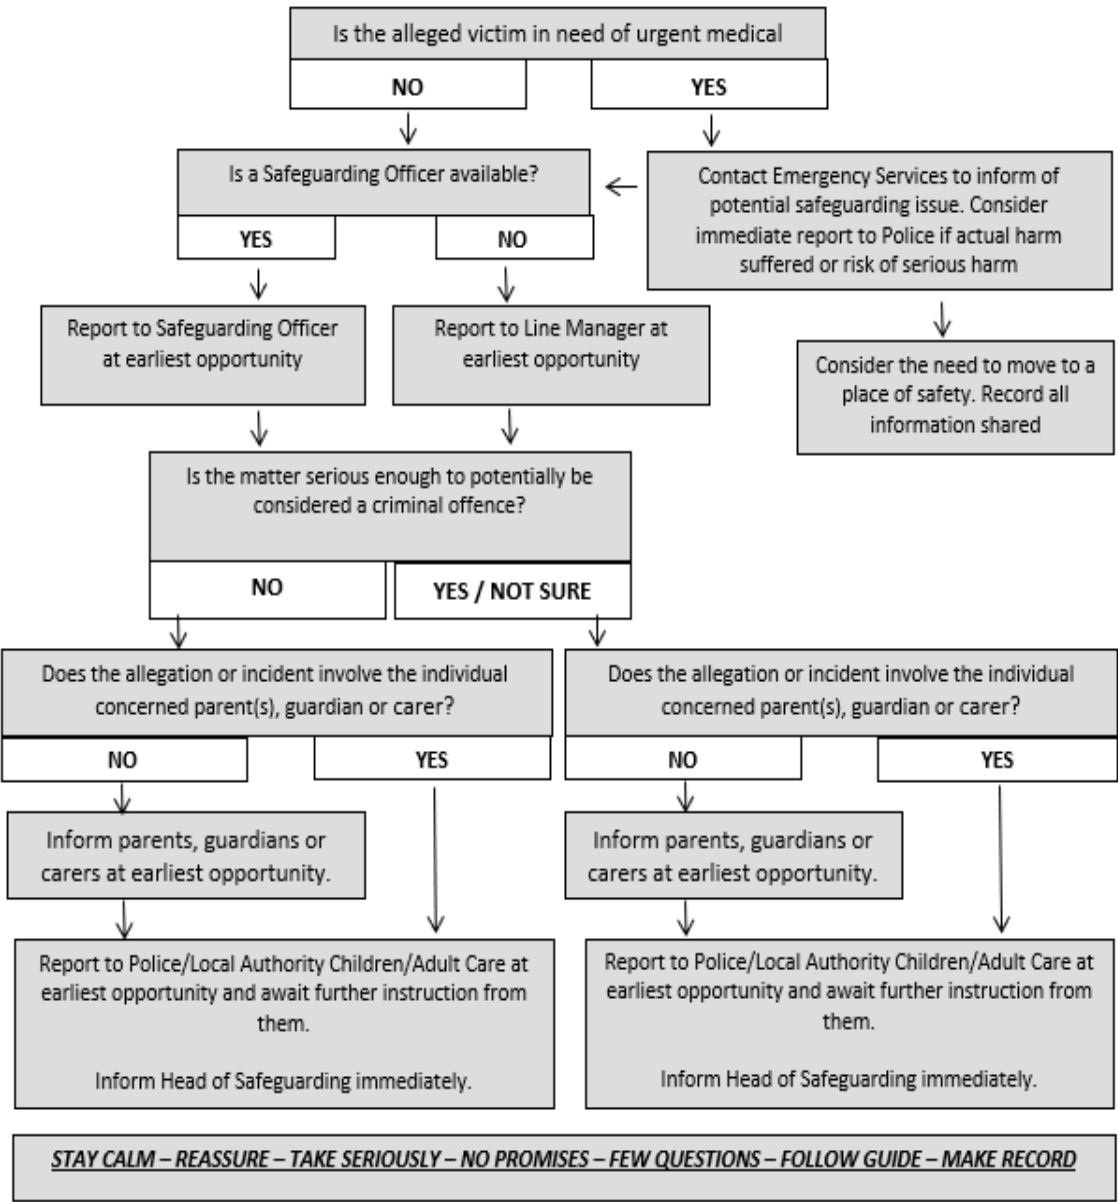 Is the alleged victim in need of urgent medical
NO
YES
Is a Safeguarding Officer available?
YES
NO
Contact Emergency Services to inform of
potential safeguarding issue. Consider
immediate report to Police if actual harm
suffered or risk of serious harm
Report to Safeguarding Officer
at earliest opportunity
Report to Line Manager at
earliest opportunity
Consider the need to move to a
place of safety. Record all
information shared
Is the matter serious enough to potentially be
considered a criminal offence?
NO
YES / NOT SURE
Does the allegation or incident involve the individual
concerned parent(s), guardian or carer?
NO
YES
Does the allegation or incident involve the individual
concerned parent(s), guardian or carer?
NO
YES
Inform parents, guardians or
carers at earliest opportunity.
Inform parents, guardians or
carers at earliest opportunity.
Report to Police/Local Authority Children/Adult Care at
earliest opportunity and await further instruction from
them.
Inform Head of Safeguarding immediately.
Report to Police/Local Authority Children/Adult Care at
earliest opportunity and await further instruction from
them.
Inform Head of Safeguarding immediately.
STAY CALM – REASSURE – TAKE SERIOUSLY – NO PROMISES – FEW QUESTIONS – FOLLOW GUIDE – MAKE RECORD